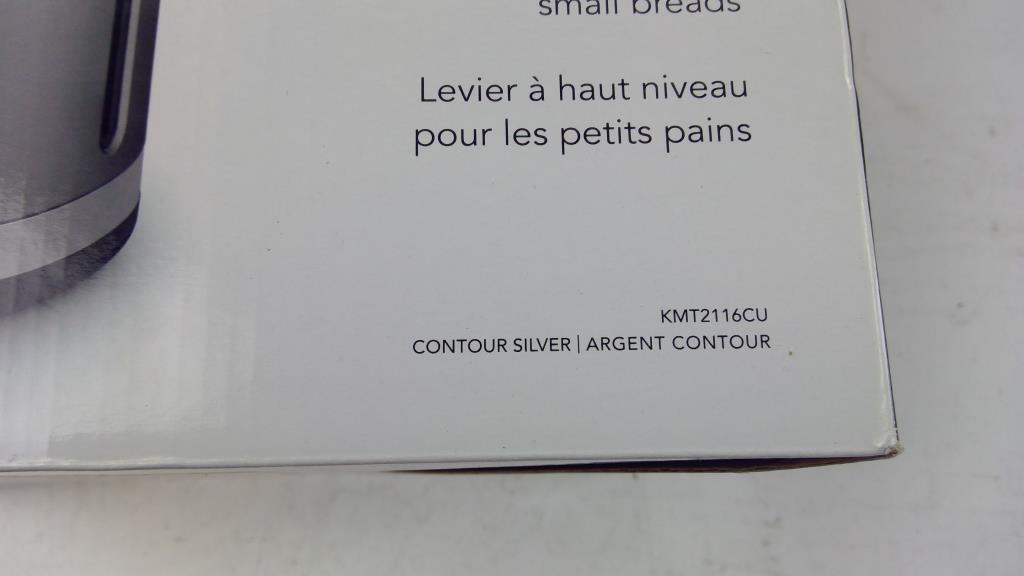 small breads
Levier à haut niveau
pour les petits pains
KMT2116CU
CONTOUR SILVER | ARGENT CONTOUR